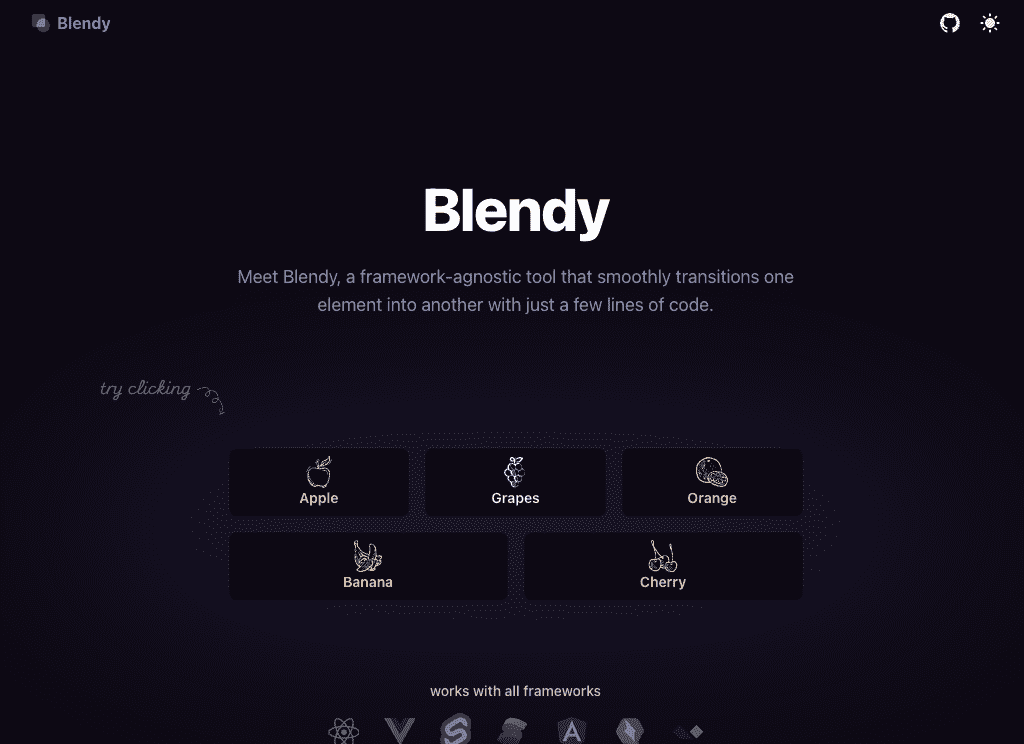 Blendy
Blendy
Meet Blendy, a framework-agnostic tool that smoothly transitions one
element into another with just a few lines of code.
try clicking
Apple
Grapes
Orange
Banana
Cherry
works with all frameworks